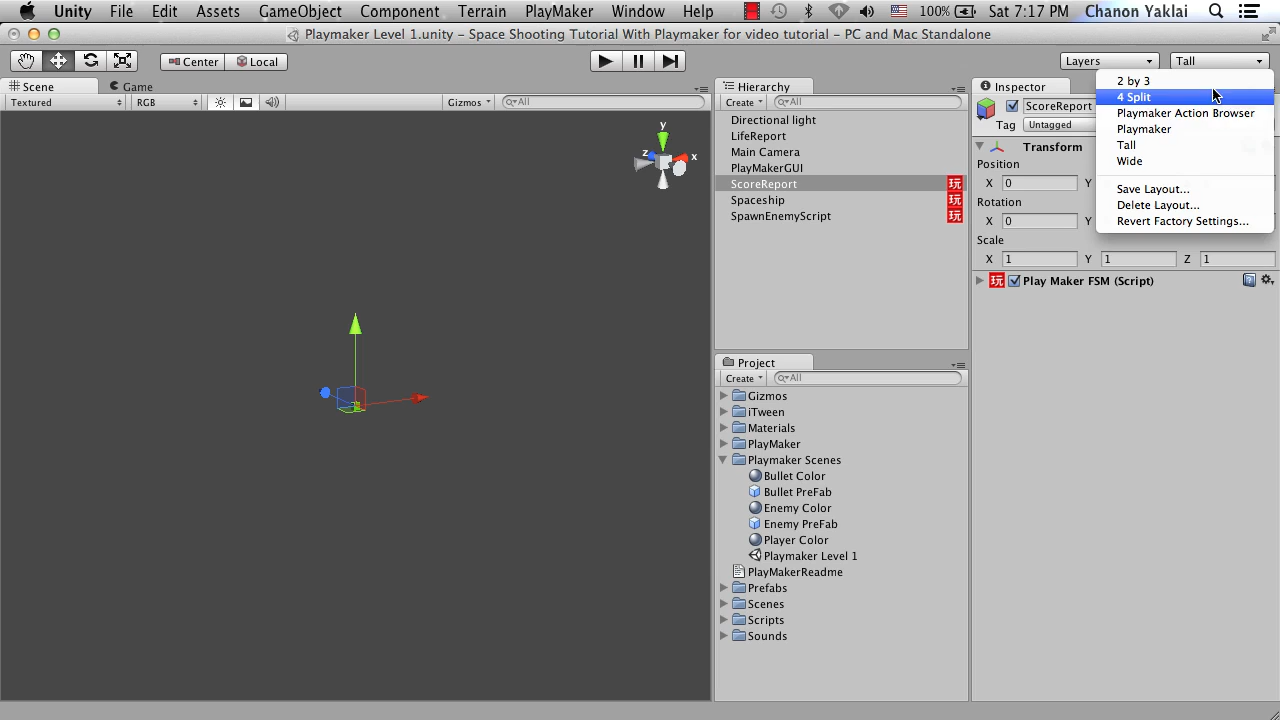 Unity File Edit Assets GameObject Component Terrain PlayMaker Window Help 100% Sat 7:17 PM Chanon Yaklai
Playmaker Level 1.unity – Space Shooting Tutorial With Playmaker for video tutorial – PC and Mac Standalone
Center Local Layers Tall
Scene Game
Textured RGB Gizmos All
y
z
x
Hierarchy
Create All
Directional light
LifeReport
Main Camera
PlayMakerGUI
ScoreReport 玩
Spaceship 玩
SpawnEnemyScript 玩
Project
Create All
Gizmos
iTween
Materials
PlayMaker
Playmaker Scenes
Bullet Color
Bullet PreFab
Enemy Color
Enemy PreFab
Player Color
Playmaker Level 1
PlayMakerReadme
Prefabs
Scenes
Scripts
Sounds
Inspector
ScoreReport
Tag Untagged
Transform
Position
X 0 Y
Rotation
X 0 Y
Scale
X 1 Y 1 Z 1
玩 Play Maker FSM (Script)
2 by 3
4 Split
Playmaker Action Browser
Playmaker
Tall
Wide
Save Layout...
Delete Layout...
Revert Factory Settings...